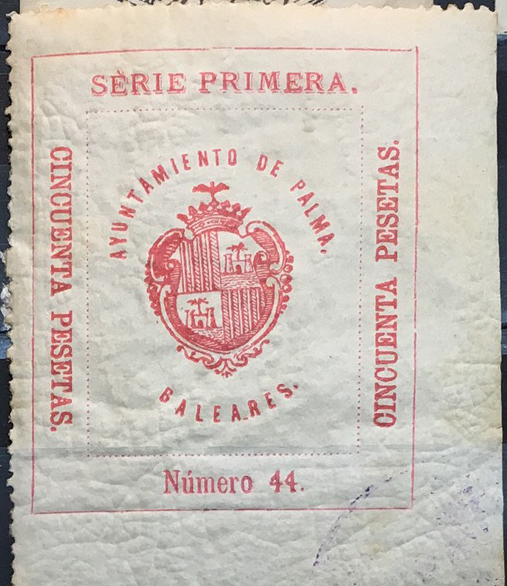 SÈRIE PRIMERA.
CINCUENTA PESETAS.
AYUNTAMIENTO DE PALMA.
BALEARES.
CINCUENTA PESETAS.
Número 44.